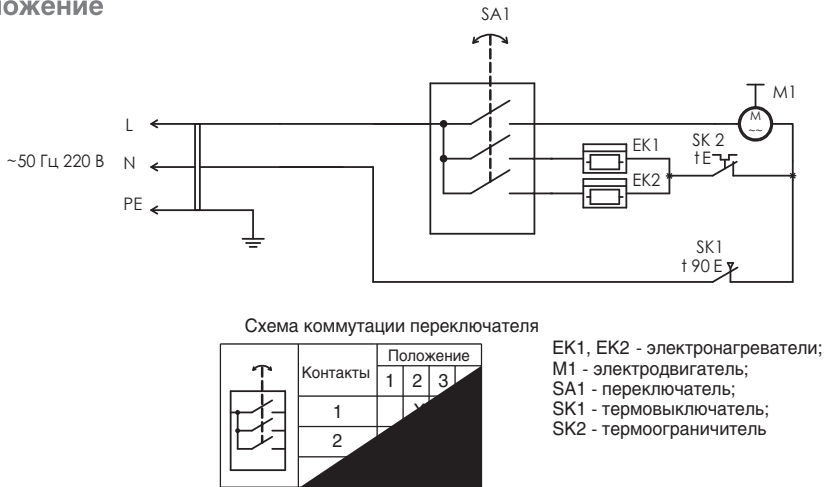 SA1
M1
M
~~
L
EK1
SK 2
t E
~50 Гц 220 В
N
EK2
PE
SK1
t 90 E
Схема коммутации переключателя
Контакты
Положение
1 2 3
1
2
EK1, EK2 - электронагреватели;
M1 - электродвигатель;
SA1 - переключатель;
SK1 - термовыключатель;
SK2 - термоограничитель